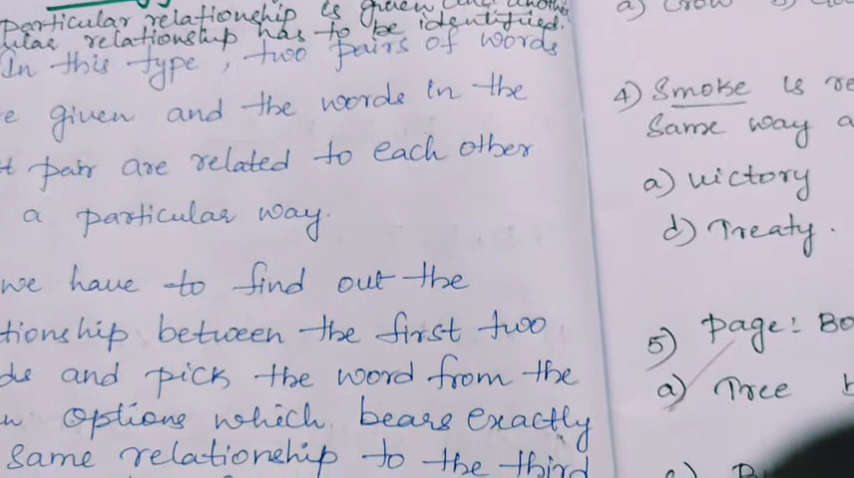 particular relationship is given and another
relationship has to be identified.
In this type, two pairs of words
given and the words in the
pair are related to each other
a particular way.
we have to find out the
tionship between the first two
ds and pick the word from the
options which bears exactly
same relationship to the third
a) Crow
4) Smoke is re
Same way a
a) victory
d) Treaty.
5) Page: Bo
a) Tree b